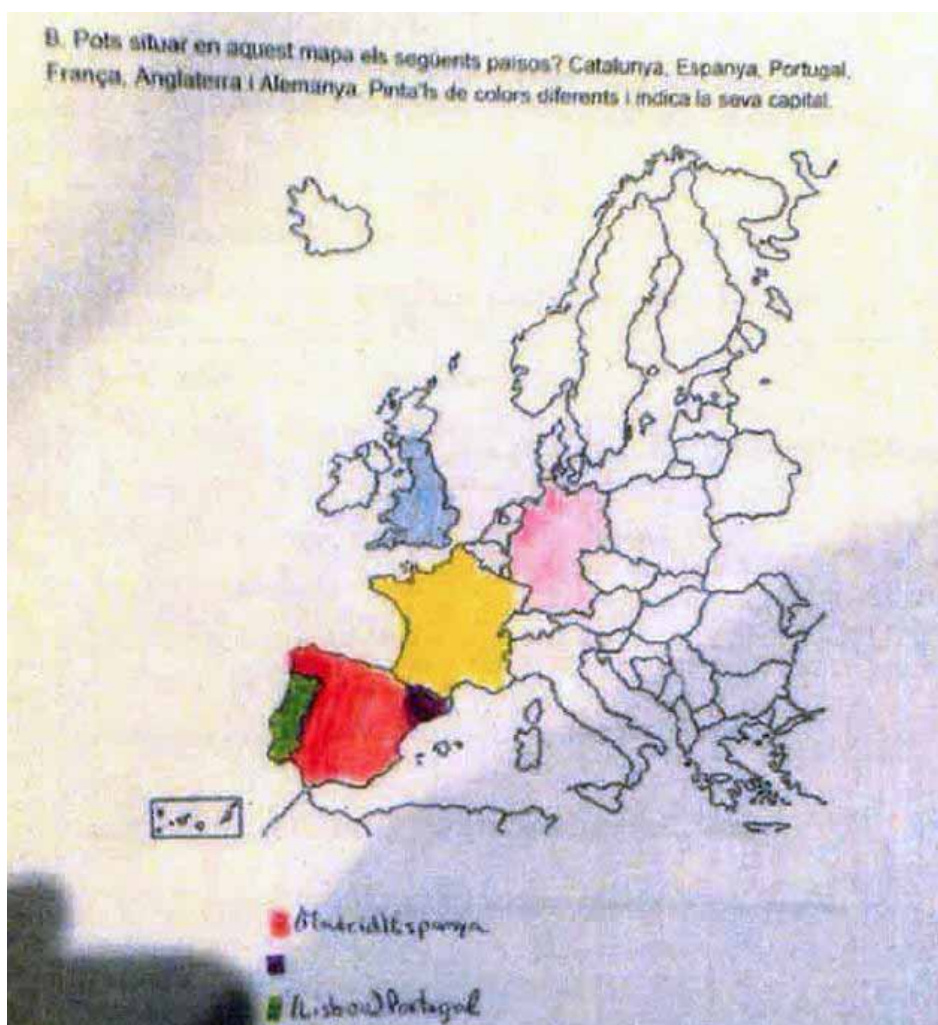 B. Pots situar en aquest mapa els següents països? Catalunya, Espanya, Portugal,
França, Anglaterra i Alemanya. Pinta'ls de colors diferents i indica la seva capital.
(Madrid) Espanya
(Lisboa) Portugal